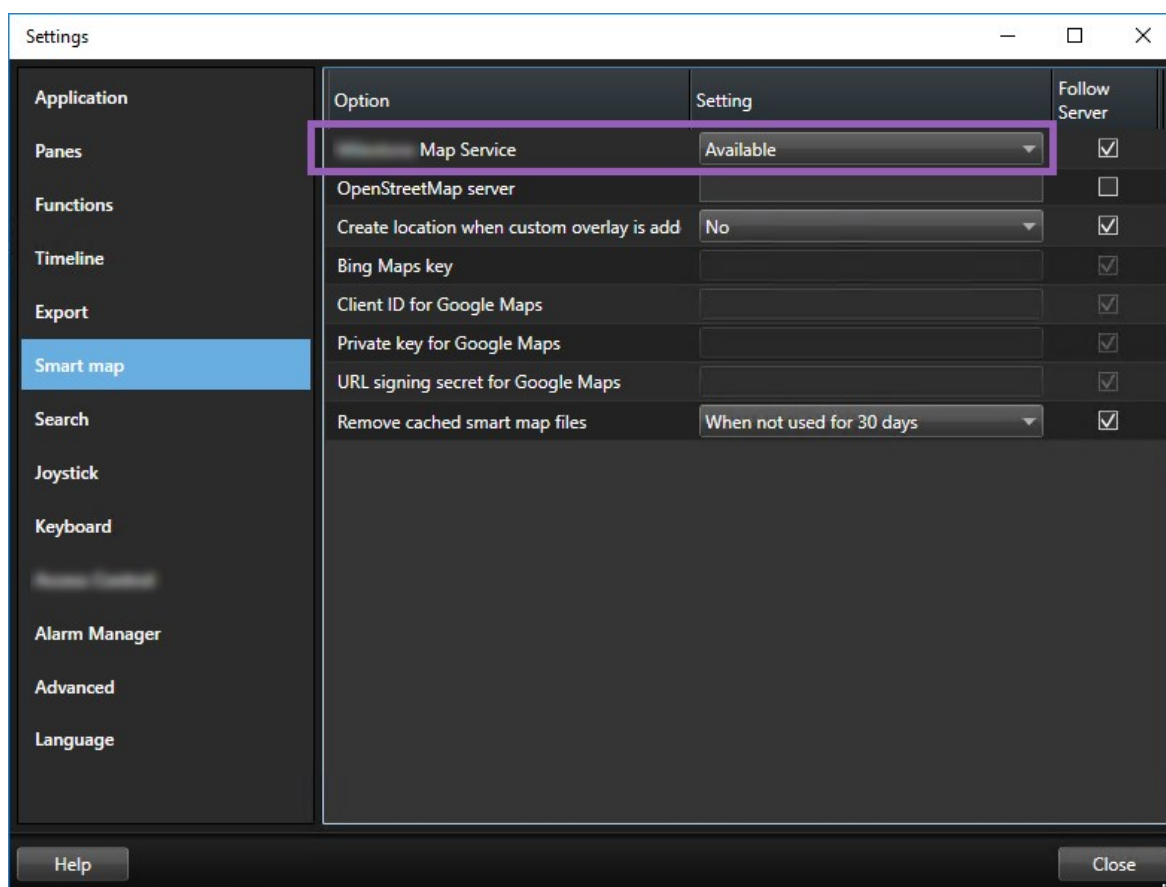 Settings
Application
Panes
Functions
Timeline
Export
Smart map
Search
Joystick
Keyboard
Alarm Manager
Advanced
Language
Option Setting Follow Server
Map Service Available
OpenStreetMap server
Create location when custom overlay is add No
Bing Maps key
Client ID for Google Maps
Private key for Google Maps
URL signing secret for Google Maps
Remove cached smart map files When not used for 30 days
Help Close